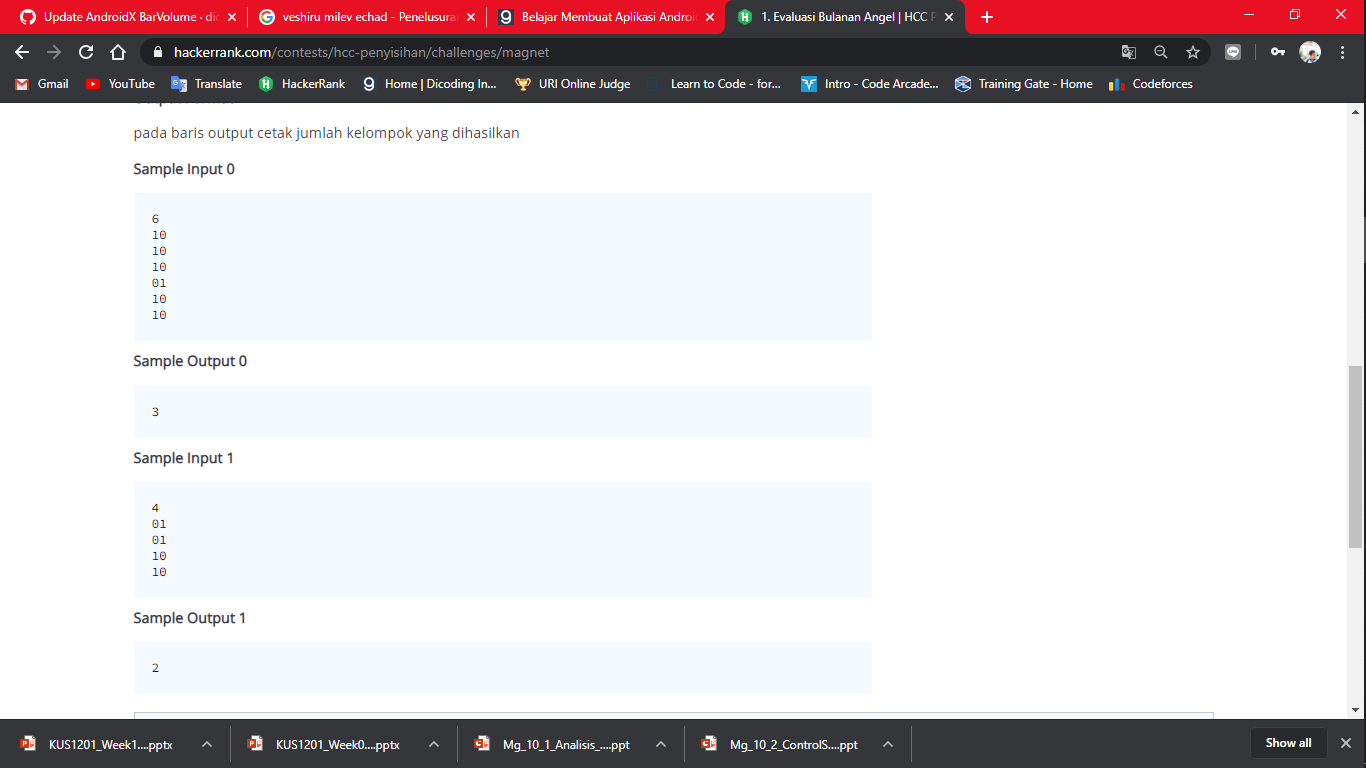 Update AndroidX BarVolume · dic
veshiru milev echad - Penelusura
Belajar Membuat Aplikasi Androi
1. Evaluasi Bulanan Angel | HCC P
hackerrank.com/contests/hcc-penyisihan/challenges/magnet
Gmail
YouTube
Translate
HackerRank
Home | Dicoding In...
URI Online Judge
Learn to Code - for...
Intro - Code Arcade...
Training Gate - Home
Codeforces
pada baris output cetak jumlah kelompok yang dihasilkan
Sample Input 0
6
10
10
10
01
10
10
Sample Output 0
3
Sample Input 1
4
01
01
10
10
Sample Output 1
2
KUS1201_Week1....pptx
KUS1201_Week0....pptx
Mg_10_1_Analisis_....ppt
Mg_10_2_ControlS....ppt
Show all